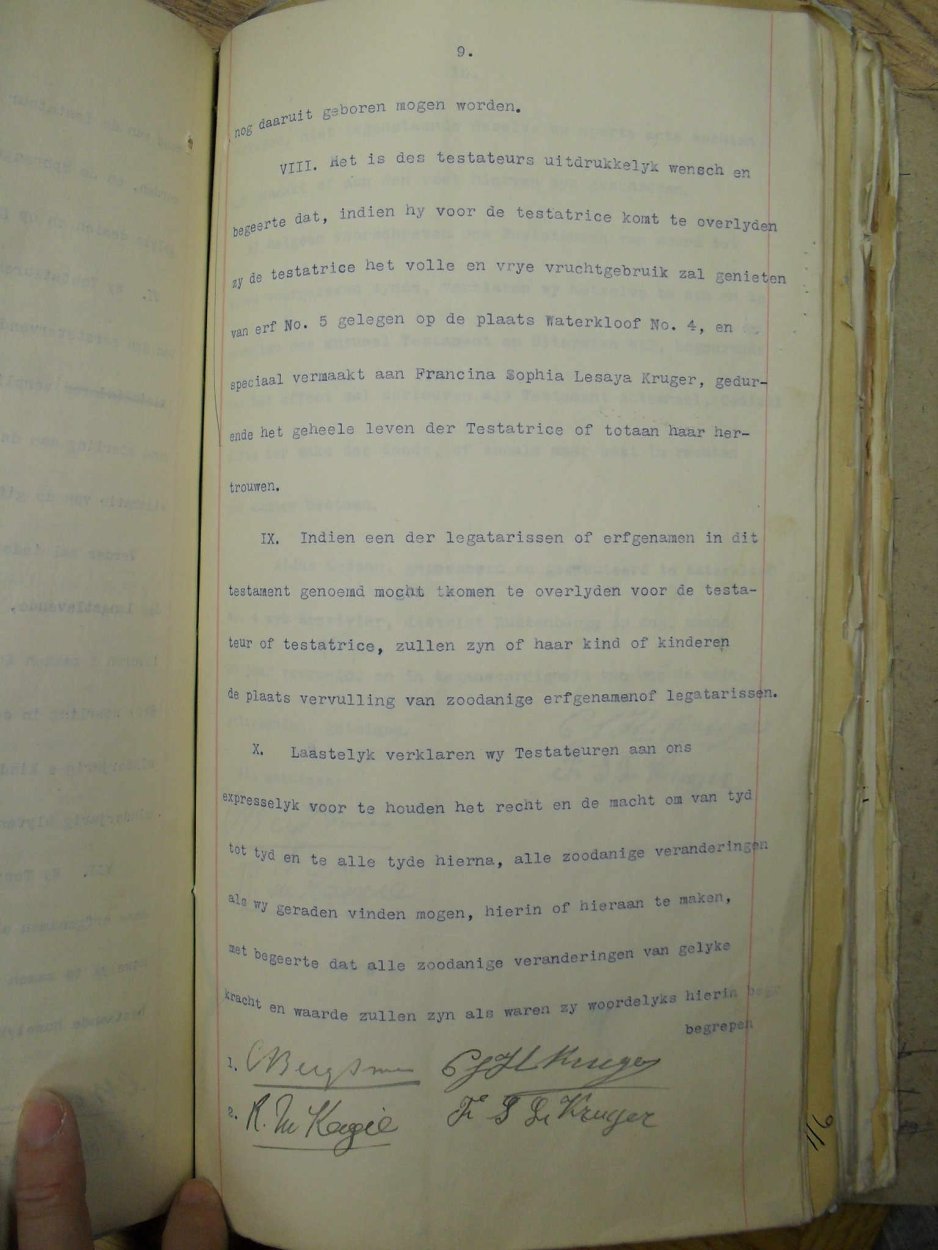 9.
nog daaruit geboren mogen worden.
VIII. Het is des testateurs uitdrukkelyk wensch en
begeerte dat, indien hy voor de testatrice komt te overlyden
zy de testatrice het volle en vrye vruchtgebruik zal genieten
van erf No. 5 gelegen op de plaats Waterkloof No. 4, en
speciaal vermaakt aan Francina Sophia Lesaya Kruger, gedur-
ende het geheele leven der Testatrice of totaan haar her-
trouwen.
IX. Indien een der legatarissen of erfgenamen in dit
testament genoemd mocht tkomen te overlyden voor de testa-
teur of testatrice, zullen zyn of haar kind of kinderen
de plaats vervulling van zoodanige erfgenamenof legatarissen.
X. Laastelyk verklaren wy Testateuren aan ons
expresselyk voor te houden het recht en de macht om van tyd
tot tyd en te alle tyde hierna, alle zoodanige veranderingen
als wy geraden vinden mogen, hierin of hieraan te maken,
met begeerte dat alle zoodanige veranderingen van gelyke
kracht en waarde zullen zyn als waren zy woordelyks hierin begr
begrepen
1. Kruger
2. F S L Kruger
116